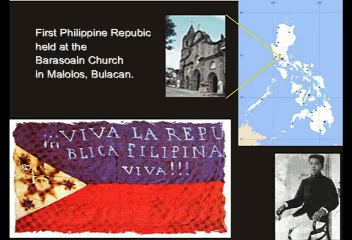 First Philippine Repubic
held at the
Barasoain Church
in Malolos, Bulacan.
¡¡¡VIVA LA REPU
BLICA FILIPINA
VIVA!!!